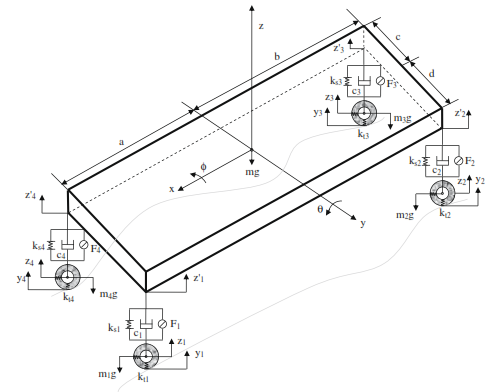 z
c
b
z'3
d
ks3
c3
F3
z3
y3
m3g
kt3
z'2
a
ϕ
x
mg
ks2
c2
F2
z2
y2
θ
y
m2g
kt2
z'4
ks4
c4
F4
z4
y4
m4g
kt4
z'1
ks1
c1
F1
z1
y1
m1g
kt1